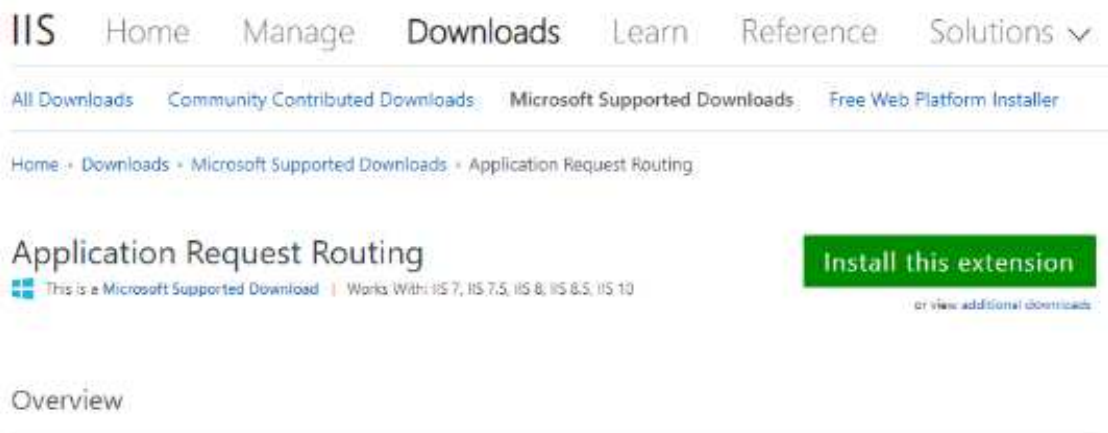 IIS Home Manage Downloads Learn Reference Solutions
All Downloads Community Contributed Downloads Microsoft Supported Downloads Free Web Platform Installer
Home • Downloads • Microsoft Supported Downloads • Application Request Routing
Application Request Routing
Install this extension
This is a Microsoft Supported Download | Works With: IIS 7, IIS 7.5, IIS 8, IIS 8.5, IIS 10
or view additional downloads
Overview